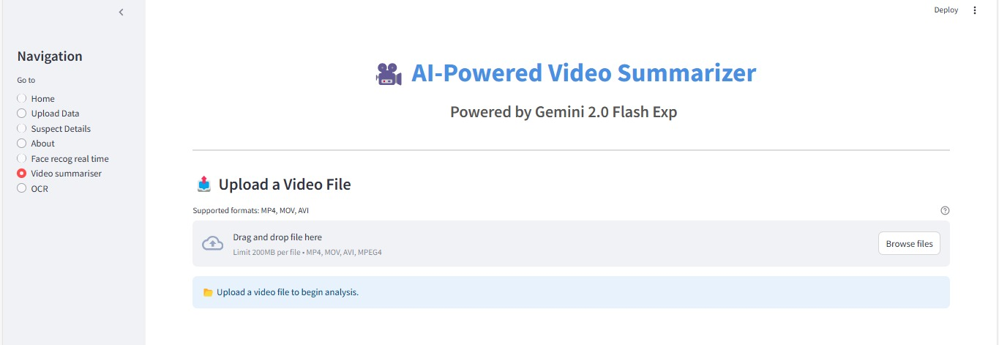 Deploy
Navigation
Go to
Home
Upload Data
Suspect Details
About
Face recog real time
Video summariser
OCR
AI-Powered Video Summarizer
Powered by Gemini 2.0 Flash Exp
Upload a Video File
Supported formats: MP4, MOV, AVI
Drag and drop file here
Limit 200MB per file • MP4, MOV, AVI, MPEG4
Browse files
Upload a video file to begin analysis.